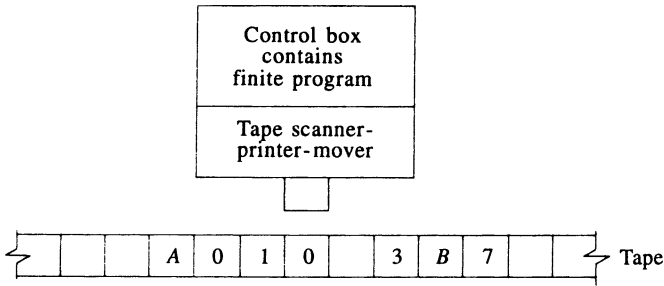 Control box
contains
finite program
Tape scanner-
printer-mover
A 0 1 0 3 B 7 Tape